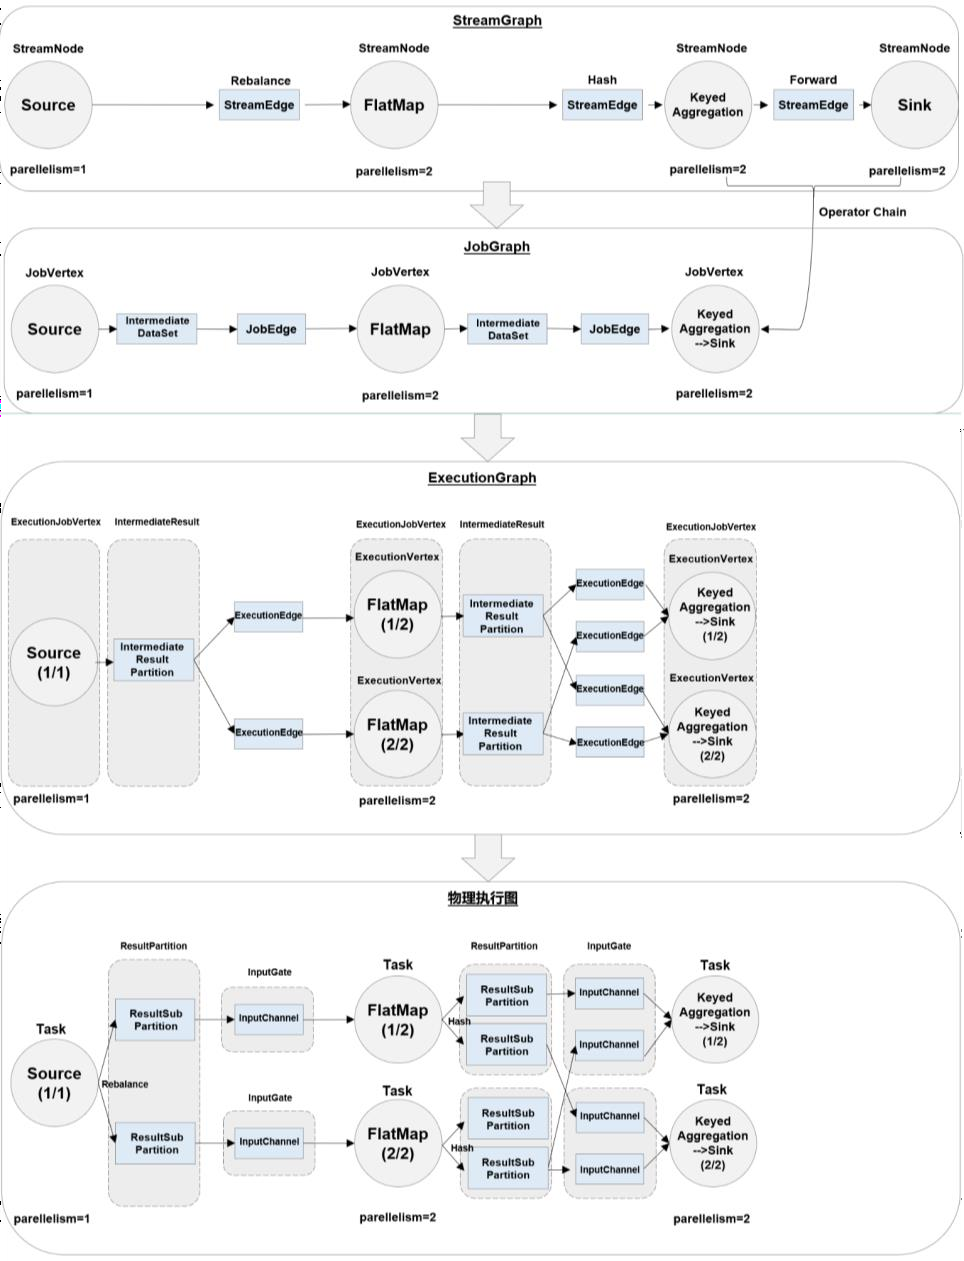 StreamGraph
StreamNode
StreamNode
StreamNode
StreamNode
Rebalance
Hash
Forward
Source
StreamEdge
FlatMap
StreamEdge
Keyed
Aggregation
StreamEdge
Sink
parellelism=1
parellelism=2
parellelism=2
parellelism=2
Operator Chain
JobGraph
JobVertex
JobVertex
JobVertex
Source
Intermediate
DataSet
JobEdge
FlatMap
Intermediate
DataSet
JobEdge
Keyed
Aggregation
-->Sink
parellelism=1
parellelism=2
parellelism=2
ExecutionGraph
ExecutionJobVertex
IntermediateResult
ExecutionJobVertex
IntermediateResult
ExecutionJobVertex
ExecutionVertex
ExecutionVertex
Source
(1/1)
Intermediate
Result
Partition
ExecutionEdge
ExecutionEdge
FlatMap
(1/2)
ExecutionVertex
FlatMap
(2/2)
Intermediate
Result
Partition
Intermediate
Result
Partition
ExecutionEdge
ExecutionEdge
ExecutionEdge
ExecutionEdge
Keyed
Aggregation
-->Sink
(1/2)
ExecutionVertex
Keyed
Aggregation
-->Sink
(2/2)
parellelism=1
parellelism=2
parellelism=2
物理执行图
ResultPartition
ResultPartition
InputGate
Task
Source
(1/1)
Rebalance
ResultSub
Partition
ResultSub
Partition
InputGate
InputChannel
InputGate
InputChannel
Task
FlatMap
(1/2)
Hash
Task
FlatMap
(2/2)
Hash
ResultSub
Partition
ResultSub
Partition
ResultSub
Partition
ResultSub
Partition
InputChannel
InputChannel
InputChannel
InputChannel
Task
Keyed
Aggregation
-->Sink
(1/2)
Task
Keyed
Aggregation
-->Sink
(2/2)
parellelism=1
parellelism=2
parellelism=2